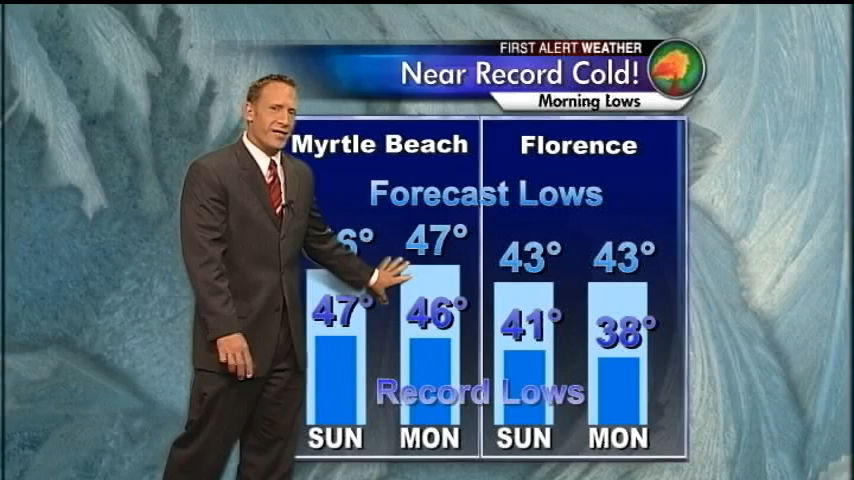 FIRST ALERT WEATHER
Near Record Cold!
Morning Lows
Myrtle Beach
Florence
Forecast Lows
6° 47° 43° 43°
47° 46° 41° 38°
Record Lows
SUN MON SUN MON